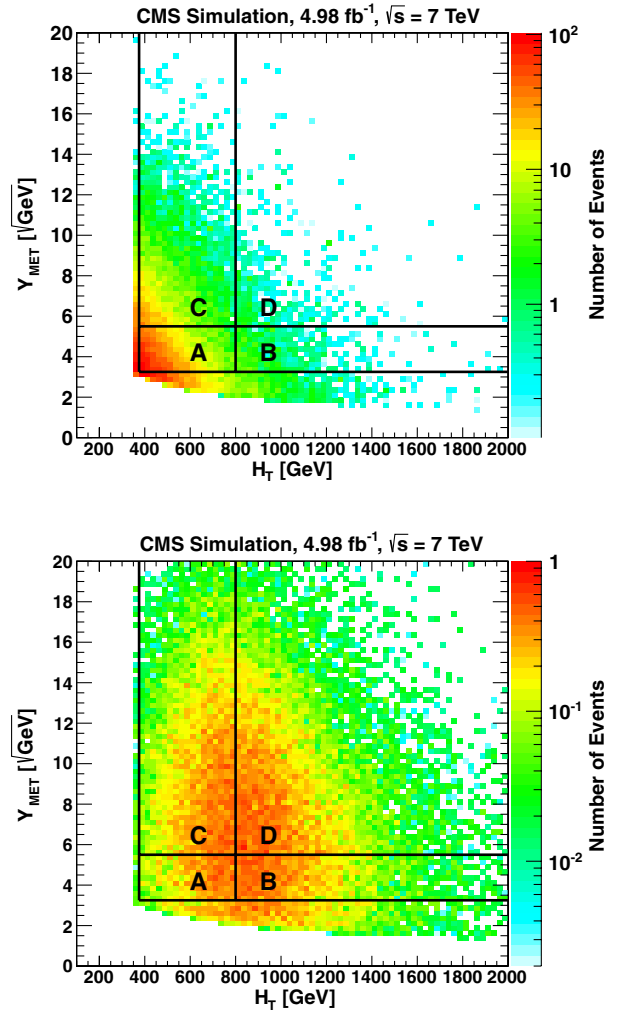 CMS Simulation, 4.98 fb⁻¹, √s = 7 TeV
20
18
16
14
12
10
8
6
4
2
0
Y_MET [√GeV]
C
D
A
B
200 400 600 800 1000 1200 1400 1600 1800 2000
H_T [GeV]
10²
10
1
Number of Events
CMS Simulation, 4.98 fb⁻¹, √s = 7 TeV
20
18
16
14
12
10
8
6
4
2
0
Y_MET [√GeV]
C
D
A
B
200 400 600 800 1000 1200 1400 1600 1800 2000
H_T [GeV]
1
10⁻¹
10⁻²
Number of Events